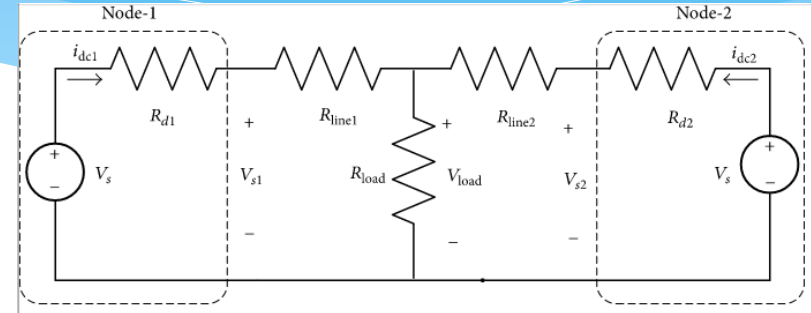 Node-1 Node-2
i_dc1 i_dc2
R_d1 R_line1 R_line2 R_d2
+ + + + + +
V_s V_s1 R_load V_load V_s2 V_s
− − − − −